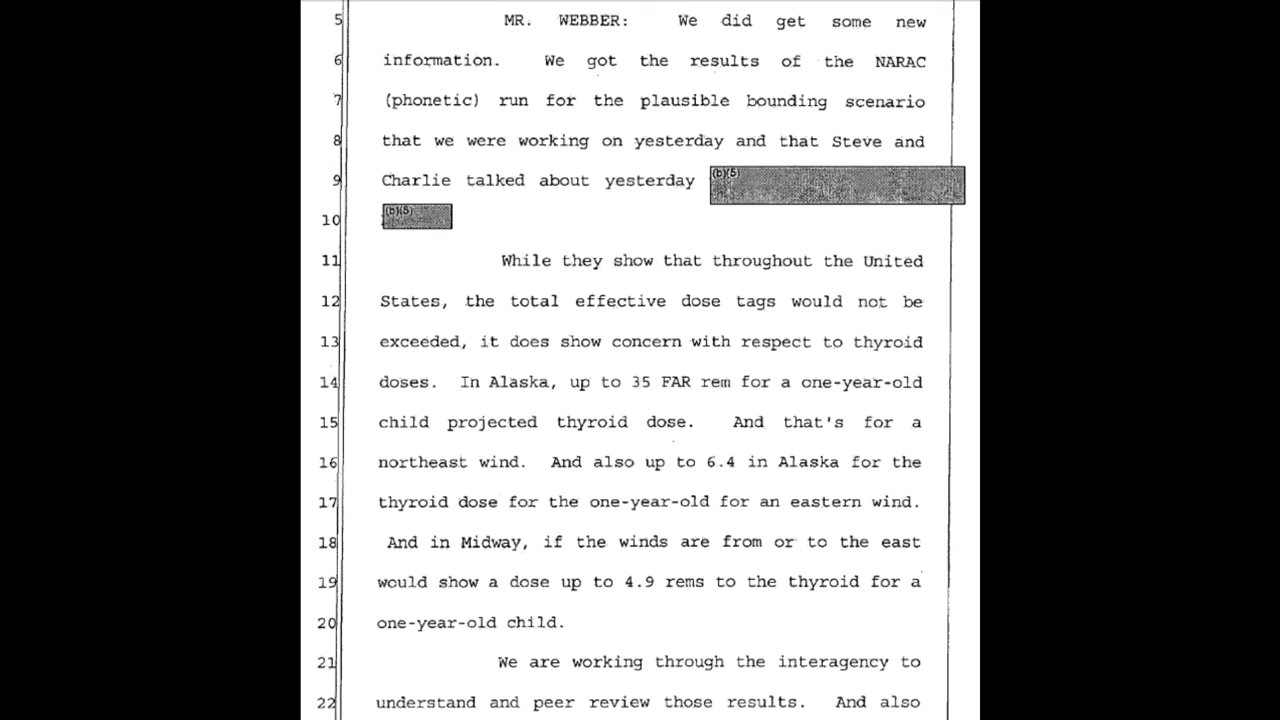 5 MR. WEBBER: We did get some new
6 information. We got the results of the NARAC
7 (phonetic) run for the plausible bounding scenario
8 that we were working on yesterday and that Steve and
9 Charlie talked about yesterday (b)(5)
10 (b)(5)
11 While they show that throughout the United
12 States, the total effective dose tags would not be
13 exceeded, it does show concern with respect to thyroid
14 doses. In Alaska, up to 35 FAR rem for a one-year-old
15 child projected thyroid dose. And that's for a
16 northeast wind. And also up to 6.4 in Alaska for the
17 thyroid dose for the one-year-old for an eastern wind.
18 And in Midway, if the winds are from or to the east
19 would show a dose up to 4.9 rems to the thyroid for a
20 one-year-old child.
21 We are working through the interagency to
22 understand and peer review those results. And also